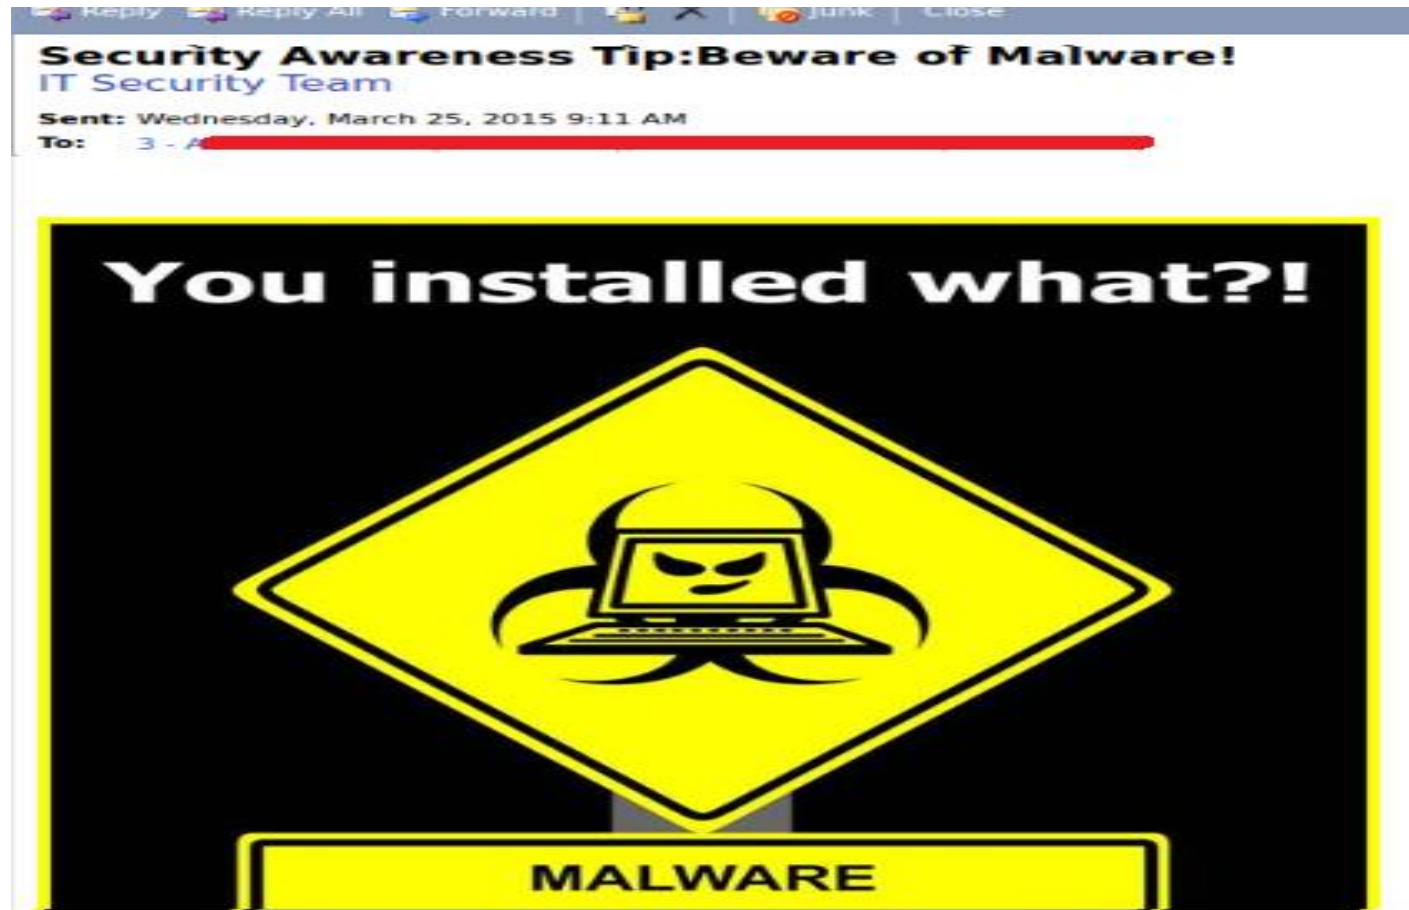 Reply Reply All Forward Junk Close
Security Awareness Tip:Beware of Malware!
IT Security Team
Sent: Wednesday, March 25, 2015 9:11 AM
To: 3 - A
You installed what?!
MALWARE